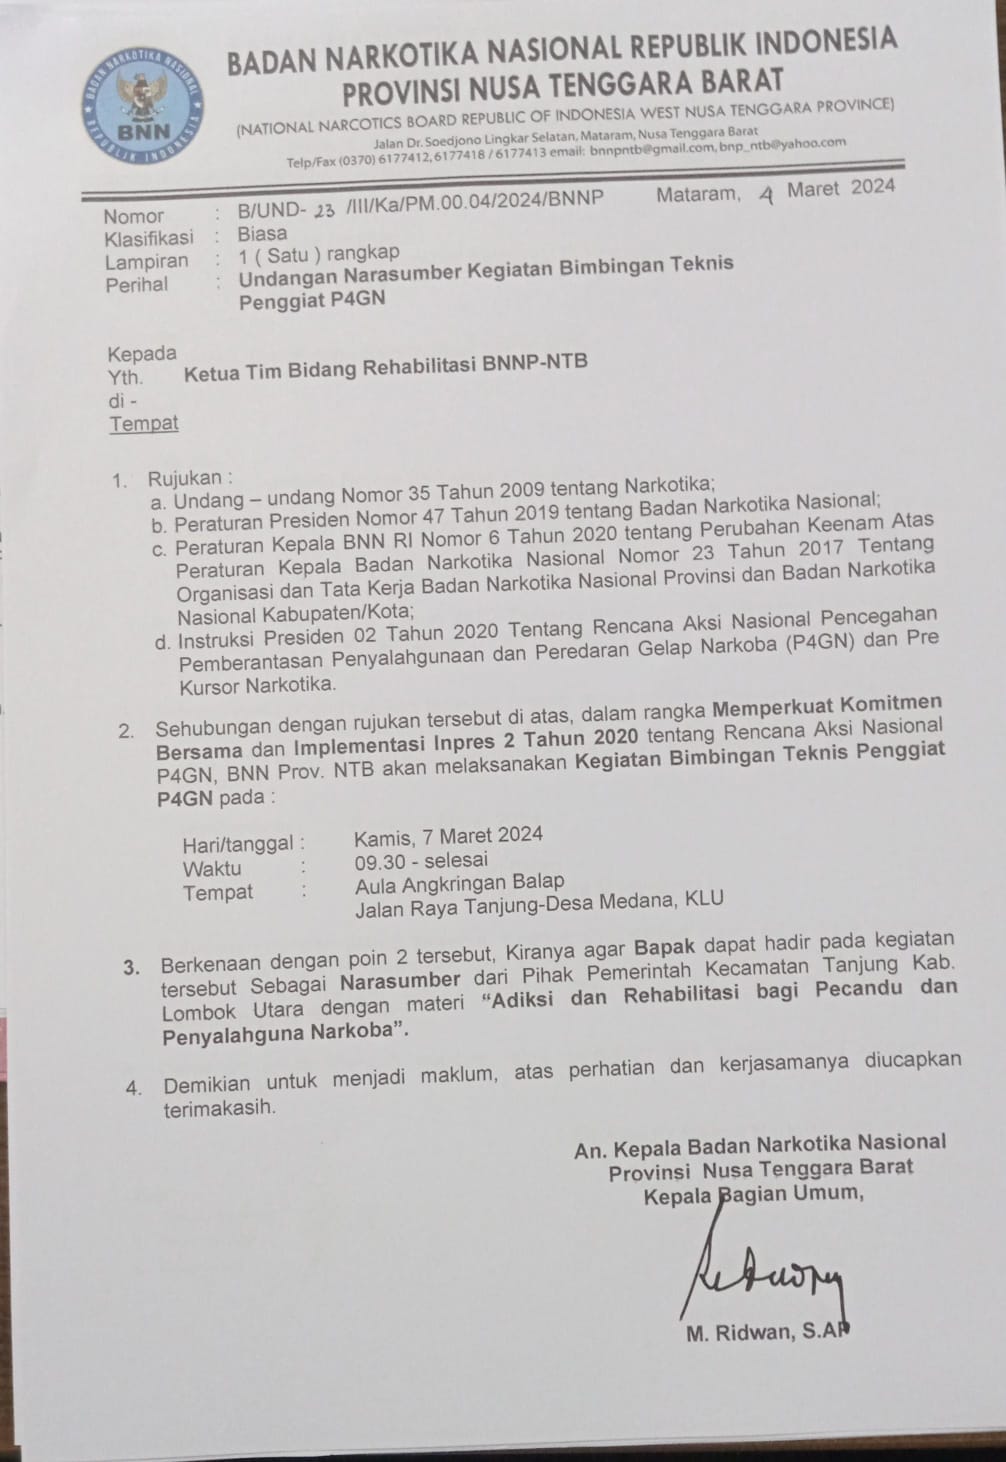 BADAN NARKOTIKA NASIONAL
BNN
REPUBLIK INDONESIA
BADAN NARKOTIKA NASIONAL REPUBLIK INDONESIA
PROVINSI NUSA TENGGARA BARAT
(NATIONAL NARCOTICS BOARD REPUBLIC OF INDONESIA WEST NUSA TENGGARA PROVINCE)
Jalan Dr. Soedjono Lingkar Selatan, Mataram, Nusa Tenggara Barat
Telp/Fax (0370) 6177412, 6177418 / 6177413 email: bnnpntb@gmail.com, bnp_ntb@yahoo.com
Nomor : B/UND- 23 /III/Ka/PM.00.04/2024/BNNP Mataram, 4 Maret 2024
Klasifikasi : Biasa
Lampiran : 1 ( Satu ) rangkap
Perihal : Undangan Narasumber Kegiatan Bimbingan Teknis
Penggiat P4GN
Kepada
Yth. Ketua Tim Bidang Rehabilitasi BNNP-NTB
di -
Tempat
1. Rujukan :
a. Undang – undang Nomor 35 Tahun 2009 tentang Narkotika;
b. Peraturan Presiden Nomor 47 Tahun 2019 tentang Badan Narkotika Nasional;
c. Peraturan Kepala BNN RI Nomor 6 Tahun 2020 tentang Perubahan Keenam Atas
Peraturan Kepala Badan Narkotika Nasional Nomor 23 Tahun 2017 Tentang
Organisasi dan Tata Kerja Badan Narkotika Nasional Provinsi dan Badan Narkotika
Nasional Kabupaten/Kota;
d. Instruksi Presiden 02 Tahun 2020 Tentang Rencana Aksi Nasional Pencegahan
Pemberantasan Penyalahgunaan dan Peredaran Gelap Narkoba (P4GN) dan Pre
Kursor Narkotika.
2. Sehubungan dengan rujukan tersebut di atas, dalam rangka Memperkuat Komitmen
Bersama dan Implementasi Inpres 2 Tahun 2020 tentang Rencana Aksi Nasional
P4GN, BNN Prov. NTB akan melaksanakan Kegiatan Bimbingan Teknis Penggiat
P4GN pada :
Hari/tanggal : Kamis, 7 Maret 2024
Waktu : 09.30 - selesai
Tempat : Aula Angkringan Balap
Jalan Raya Tanjung-Desa Medana, KLU
3. Berkenaan dengan poin 2 tersebut, Kiranya agar Bapak dapat hadir pada kegiatan
tersebut Sebagai Narasumber dari Pihak Pemerintah Kecamatan Tanjung Kab.
Lombok Utara dengan materi “Adiksi dan Rehabilitasi bagi Pecandu dan
Penyalahguna Narkoba”.
4. Demikian untuk menjadi maklum, atas perhatian dan kerjasamanya diucapkan
terimakasih.
An. Kepala Badan Narkotika Nasional
Provinsi Nusa Tenggara Barat
Kepala Bagian Umum,
M. Ridwan, S.AP